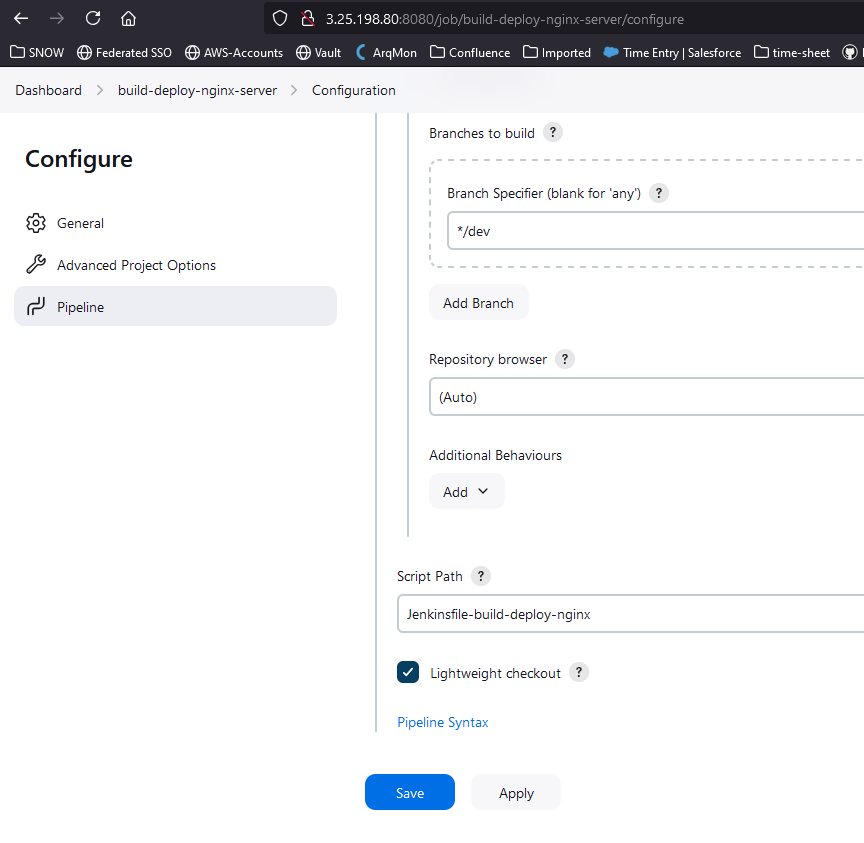 3.25.198.80:8080/job/build-deploy-nginx-server/configure
SNOW Federated SSO AWS-Accounts Vault ArqMon Confluence Imported Time Entry | Salesforce time-sheet
Dashboard > build-deploy-nginx-server > Configuration
Configure
General
Advanced Project Options
Pipeline
Branches to build ?
Branch Specifier (blank for 'any') ?
*/dev
Add Branch
Repository browser ?
(Auto)
Additional Behaviours
Add
Script Path ?
Jenkinsfile-build-deploy-nginx
Lightweight checkout ?
Pipeline Syntax
Save Apply